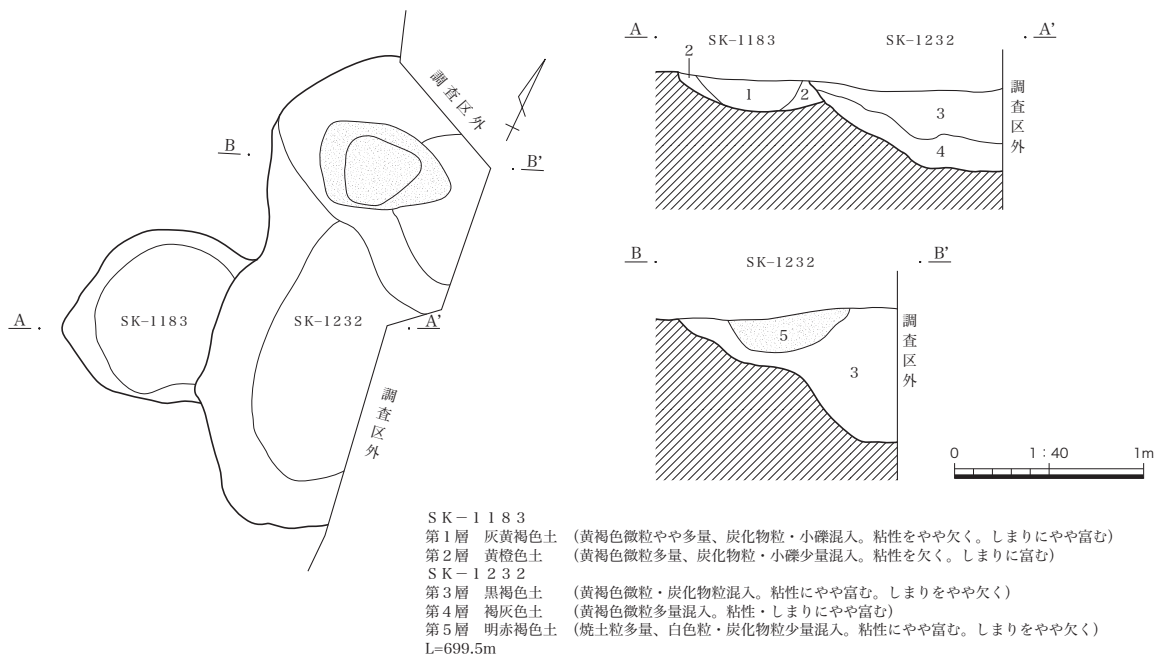 調査区外
B
B’
A
SK–1183
SK–1232
A’
調査区外
A
A’
SK–1183
SK–1232
2
1
2
3
4
調査区外
B
B’
SK–1232
5
3
調査区外
0
1：40
1m
ＳＫ－１１８３
第１層　灰黄褐色土　（黄褐色微粒やや多量、炭化物粒・小礫混入。粘性をやや欠く。しまりにやや富む）
第２層　黄橙色土　（黄褐色微粒多量、炭化物粒・小礫少量混入。粘性を欠く。しまりに富む）
ＳＫ－１２３２
第３層　黒褐色土　（黄褐色微粒・炭化物粒混入。粘性にやや富む。しまりをやや欠く）
第４層　褐灰色土　（黄褐色微粒多量混入。粘性・しまりにやや富む）
第５層　明赤褐色土　（焼土粒多量、白色粒・炭化物粒少量混入。粘性にやや富む。しまりをやや欠く）
L=699.5m